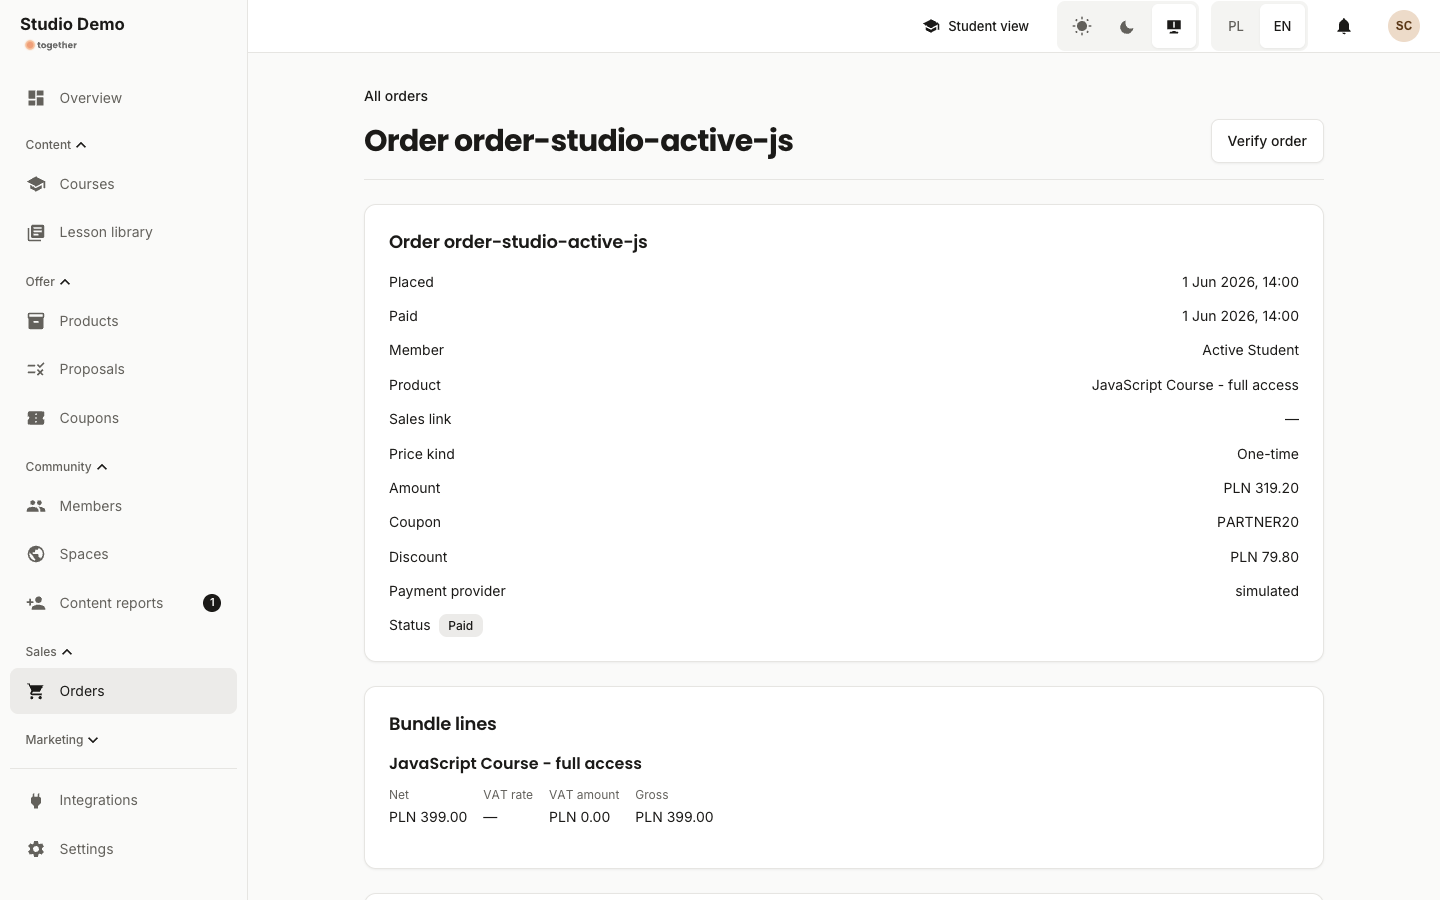 Studio Demo
together
Overview
Content
Courses
Lesson library
Offer
Products
Proposals
Coupons
Community
Members
Spaces
Content reports 1
Sales
Orders
Marketing
Integrations
Settings
Student view
PL EN
SC
All orders
Order order-studio-active-js
Verify order
Order order-studio-active-js
Placed 1 Jun 2026, 14:00
Paid 1 Jun 2026, 14:00
Member Active Student
Product JavaScript Course - full access
Sales link —
Price kind One-time
Amount PLN 319.20
Coupon PARTNER20
Discount PLN 79.80
Payment provider simulated
Status Paid
Bundle lines
JavaScript Course - full access
Net VAT rate VAT amount Gross
PLN 399.00 — PLN 0.00 PLN 399.00